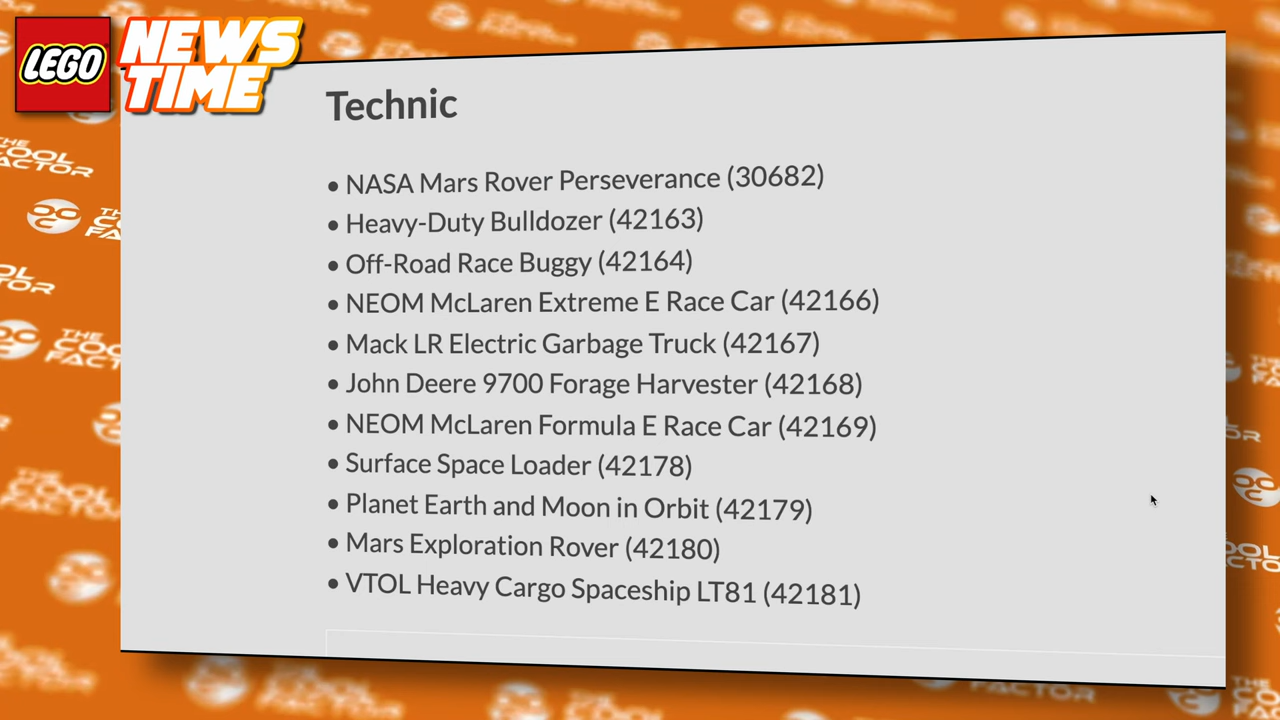 LEGO
NEWS
TIME
Technic
• NASA Mars Rover Perseverance (30682)
• Heavy-Duty Bulldozer (42163)
• Off-Road Race Buggy (42164)
• NEOM McLaren Extreme E Race Car (42166)
• Mack LR Electric Garbage Truck (42167)
• John Deere 9700 Forage Harvester (42168)
• NEOM McLaren Formula E Race Car (42169)
• Surface Space Loader (42178)
• Planet Earth and Moon in Orbit (42179)
• Mars Exploration Rover (42180)
• VTOL Heavy Cargo Spaceship LT81 (42181)
THE
COOL
FACTOR